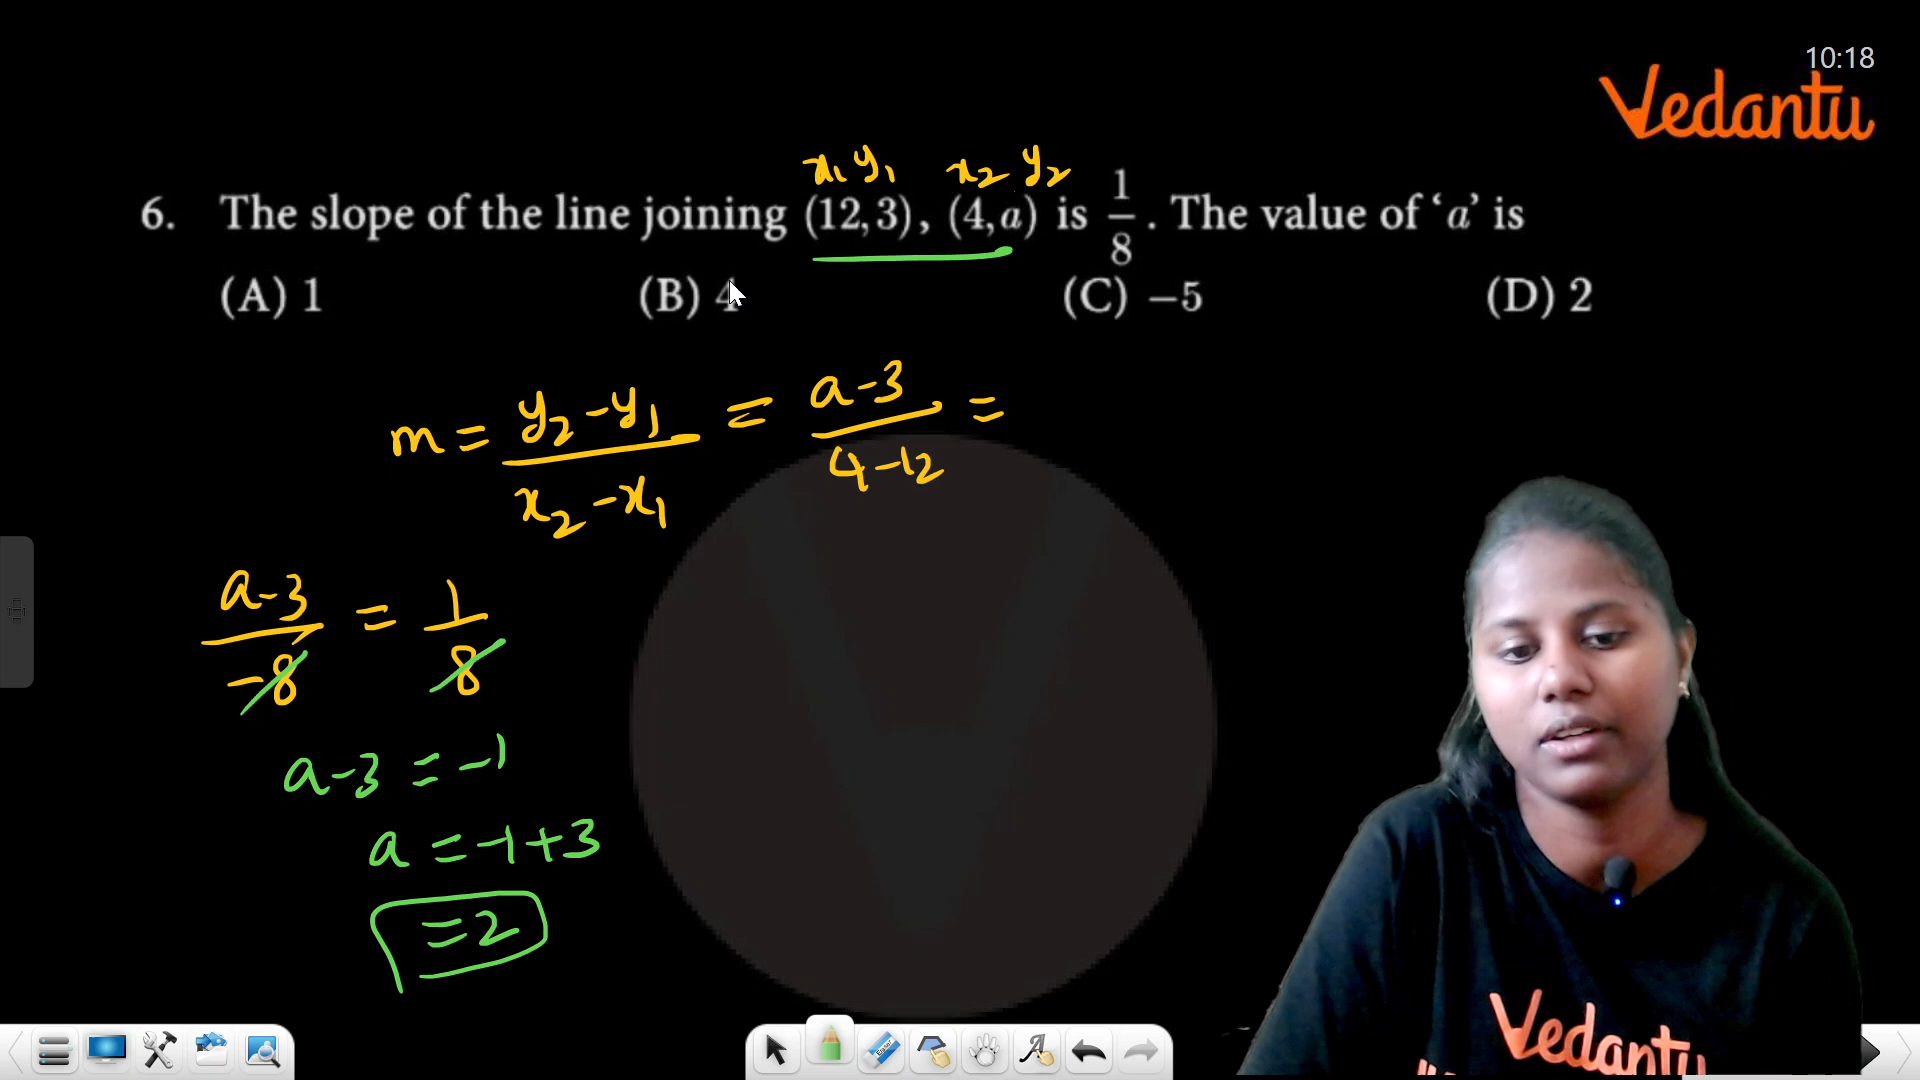 10:18
Vedantu
x1 y1 x2 y2
6. The slope of the line joining (12,3), (4,a) is 1/8. The value of ‘a’ is
(A) 1 (B) 4 (C) −5 (D) 2
m = y2-y1/x2-x1 = a-3/4-12 =
a-3/-8 = 1/8
a-3 = -1
a = -1+3
=2
Vedantu